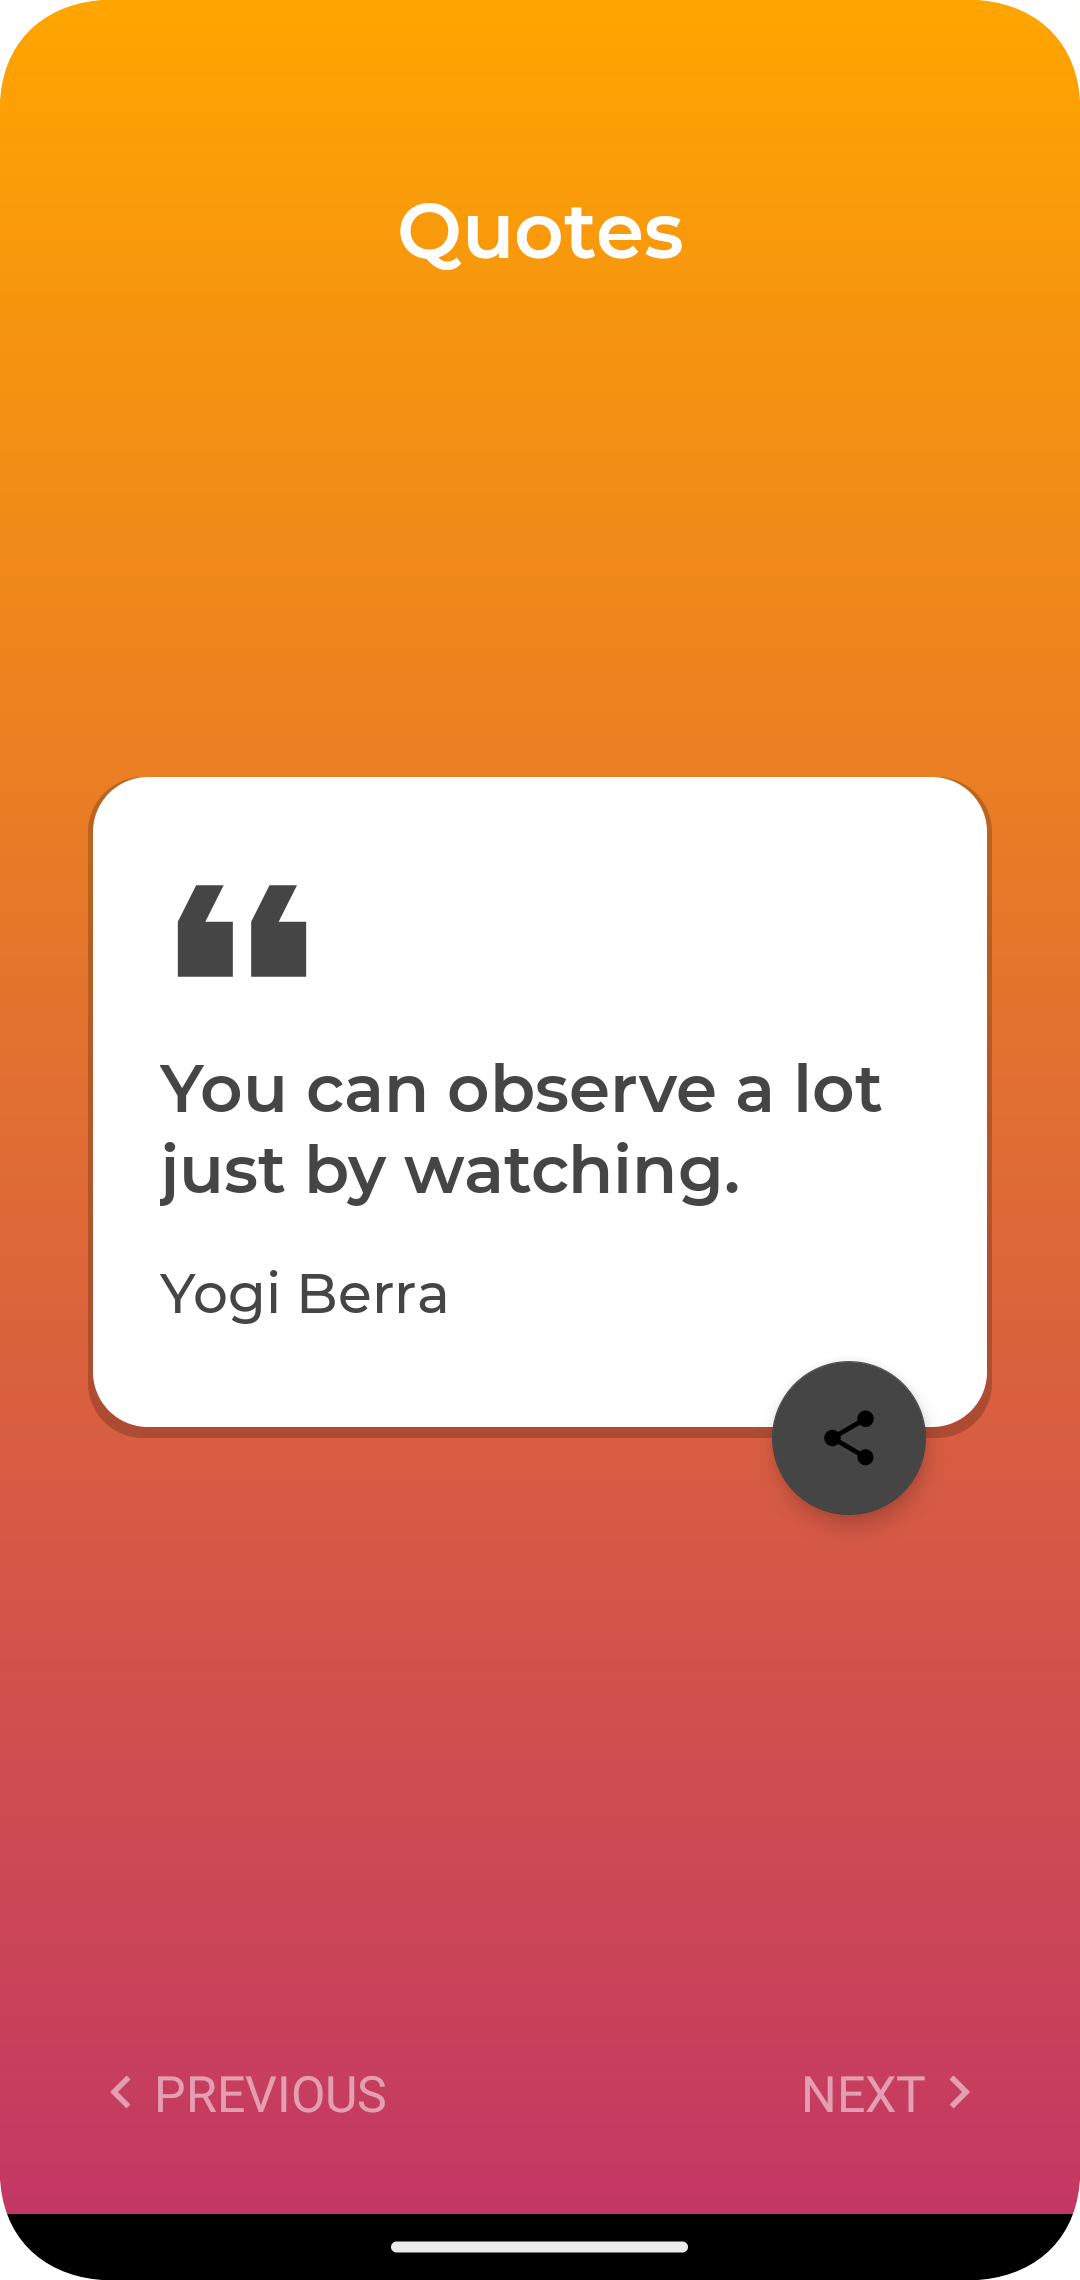 Quotes
“
You can observe a lot
just by watching.
Yogi Berra
PREVIOUS
NEXT